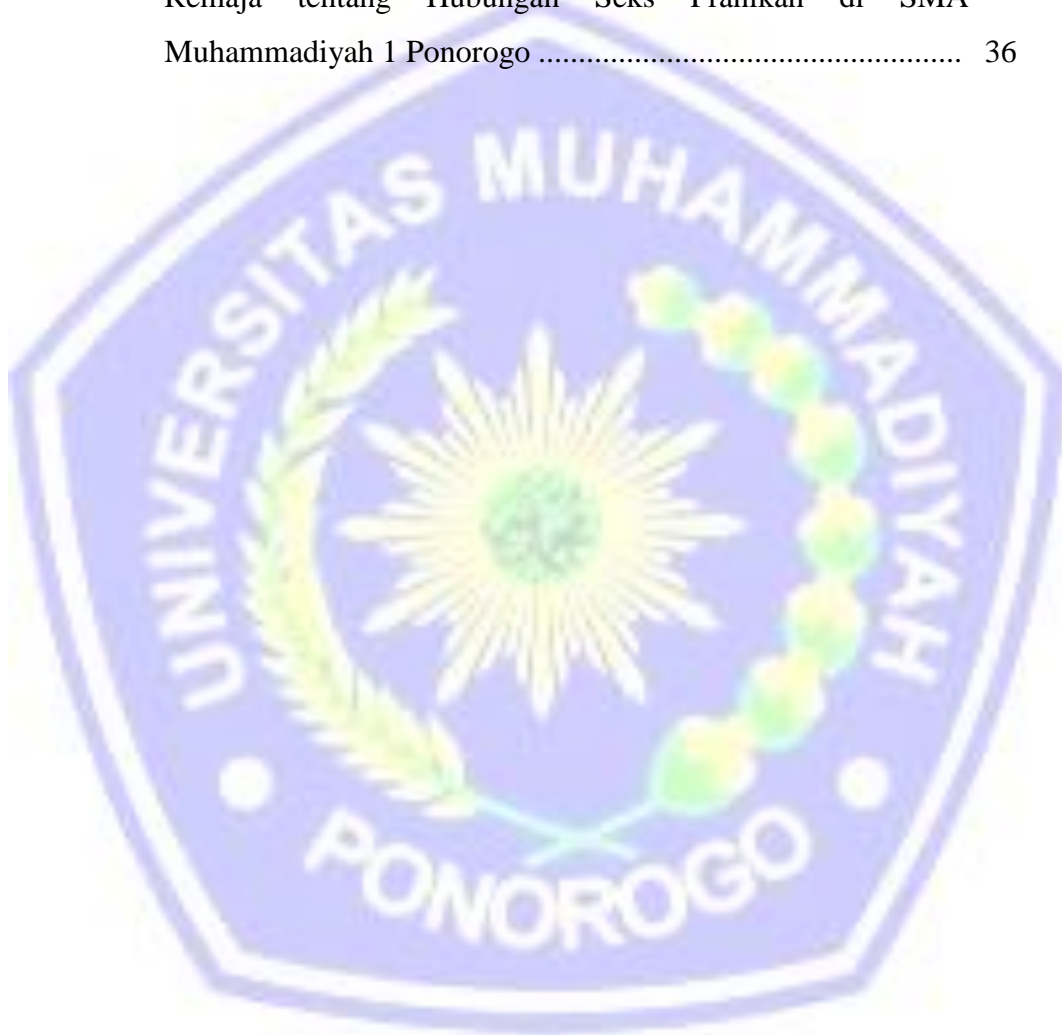 Remaja tentang Hubungan Seks Pranikah di SMA
Muhammadiyah 1 Ponorogo ..................................................... 36
UNIVERSITAS MUHAMMADIYAH
PONOROGO